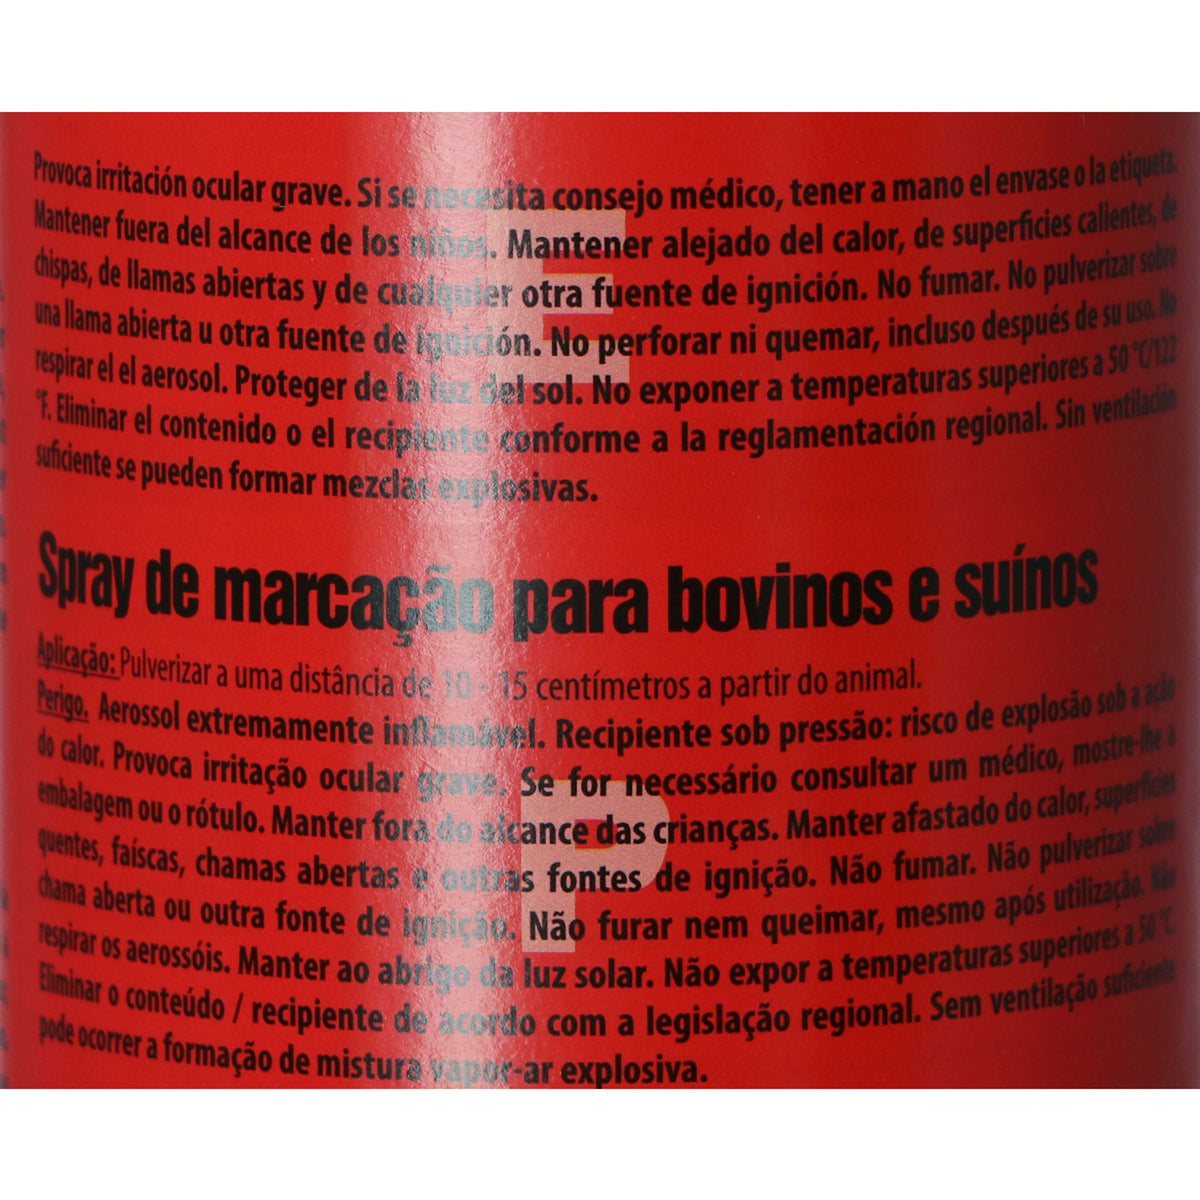 Provoca irritación ocular grave. Si se necesita consejo médico, tener a mano el envase o la etiqueta.
Mantener fuera del alcance de los niños. Mantener alejado del calor, de superficies calientes, de
chispas, de llamas abiertas y de cualquier otra fuente de ignición. No fumar. No pulverizar sobre
una llama abierta u otra fuente de ignición. No perforar ni quemar, incluso después de su uso. No
respirar el el aerosol. Proteger de la luz del sol. No exponer a temperaturas superiores a 50 °C/122
°F. Eliminar el contenido o el recipiente conforme a la reglamentación regional. Sin ventilación
suficiente se pueden formar mezclas explosivas.
E
Spray de marcação para bovinos e suínos
Aplicação: Pulverizar a uma distância de 10 - 15 centímetros a partir do animal.
Perigo. Aerossol extremamente inflamável. Recipiente sob pressão: risco de explosão sob a ação
do calor. Provoca irritação ocular grave. Se for necessário consultar um médico, mostre-lhe a
embalagem ou o rótulo. Manter fora do alcance das crianças. Manter afastado do calor, superfícies
quentes, faíscas, chamas abertas e outras fontes de ignição. Não fumar. Não pulverizar sobre
chama aberta ou outra fonte de ignição. Não furar nem queimar, mesmo após utilização. Não
respirar os aerossóis. Manter ao abrigo da luz solar. Não expor a temperaturas superiores a 50 °C.
Eliminar o conteúdo / recipiente de acordo com a legislação regional. Sem ventilação suficiente
pode ocorrer a formação de mistura vapor-ar explosiva.
P